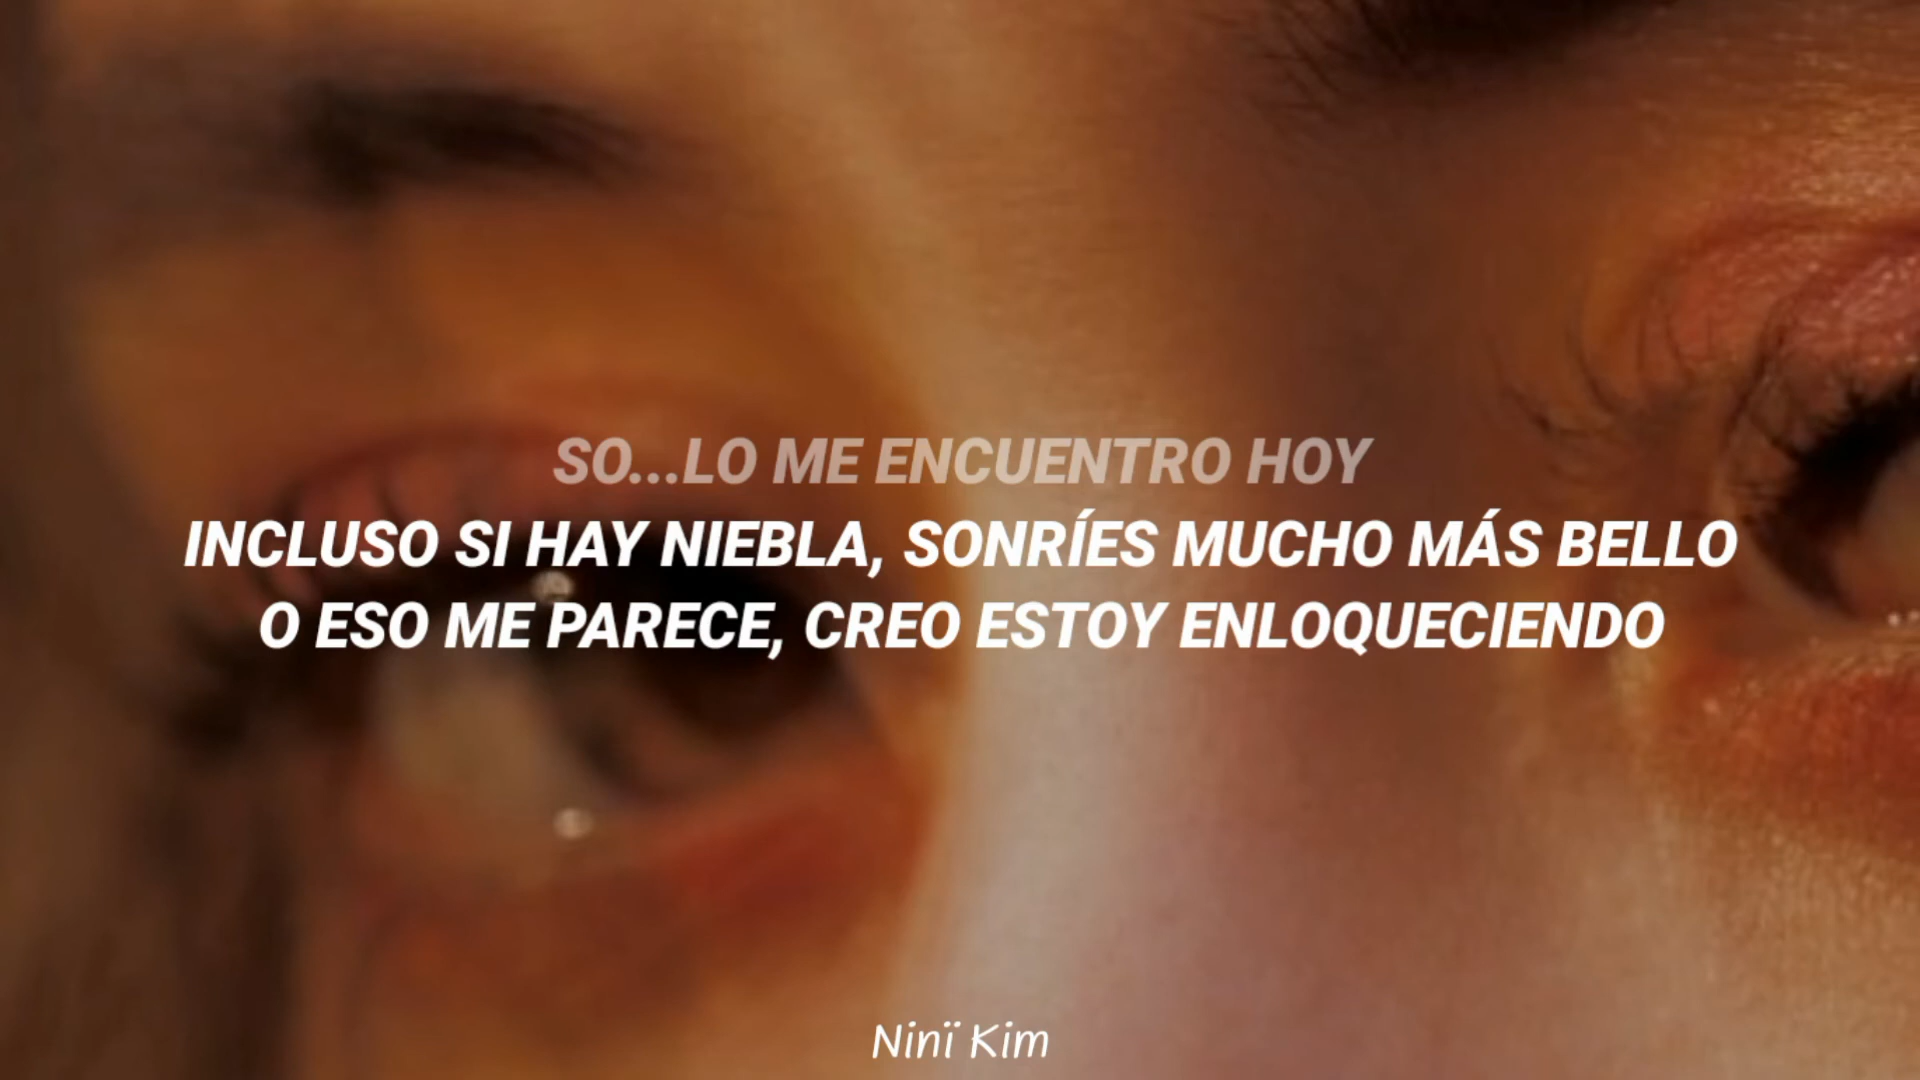 SO...LO ME ENCUENTRO HOY
INCLUSO SI HAY NIEBLA, SONRÍES MUCHO MÁS BELLO
O ESO ME PARECE, CREO ESTOY ENLOQUECIENDO
Ninï Kim